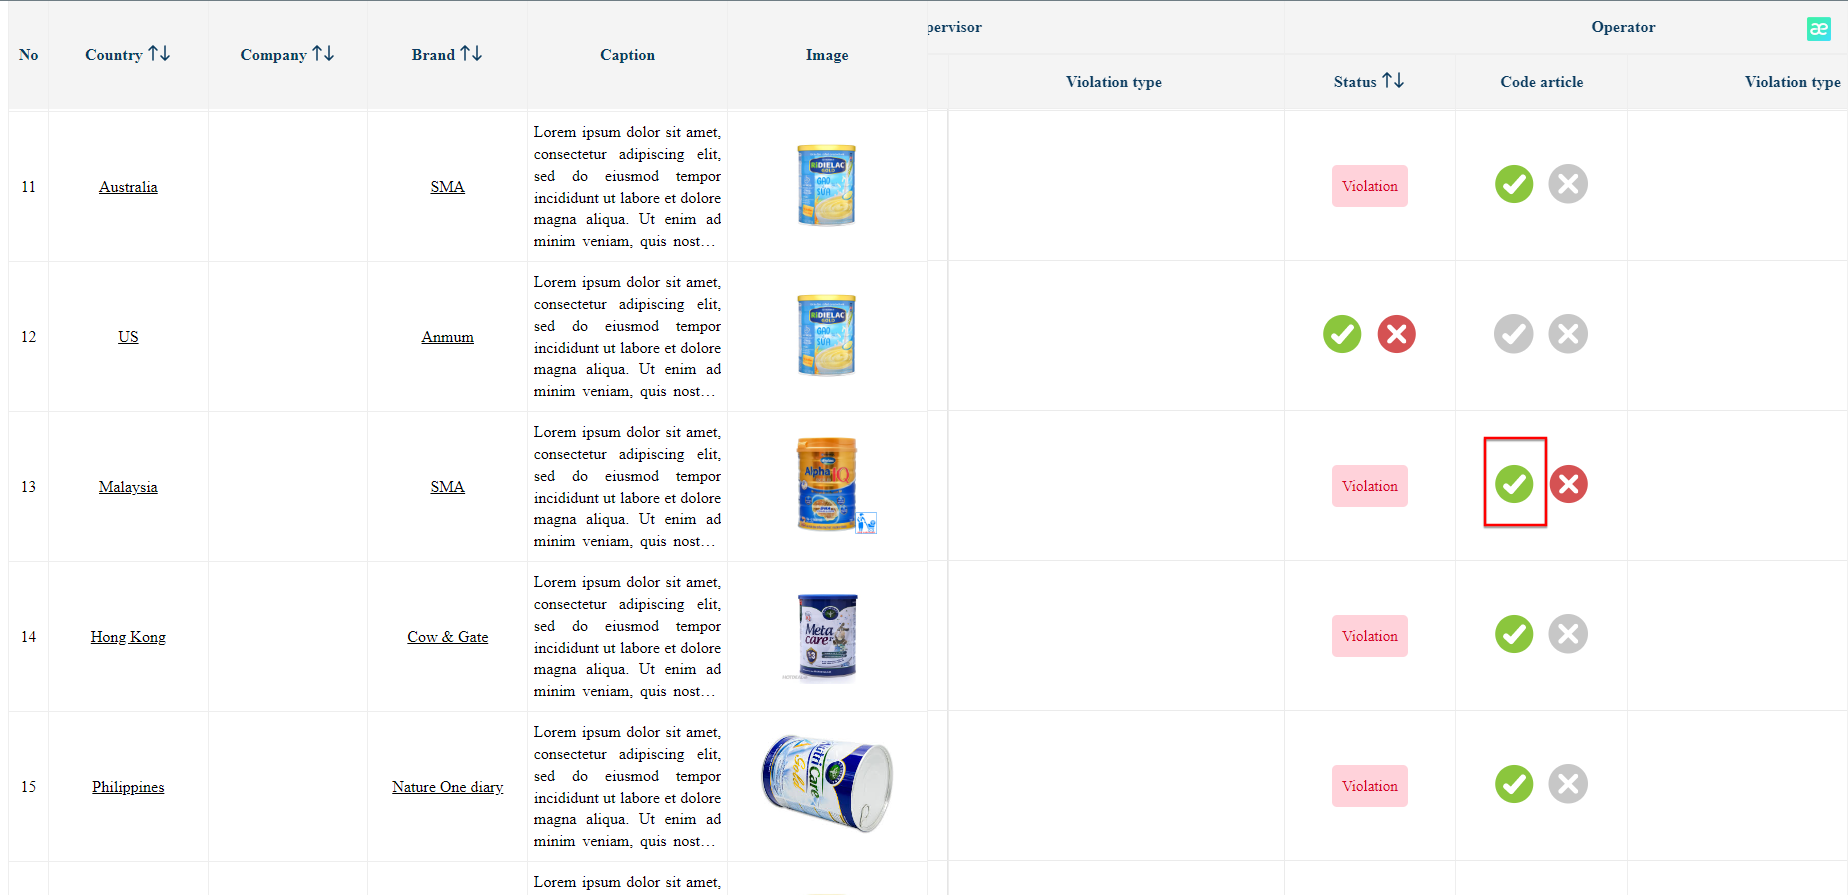 No
Country
Company
Brand
Caption
Image
pervisor
Operator
æ
Violation type
Status
Code article
Violation type
11
Australia
SMA
Lorem ipsum dolor sit amet,
consectetur adipiscing elit,
sed do eiusmod tempor
incididunt ut labore et dolore
magna aliqua. Ut enim ad
minim veniam, quis nost…
RiDIELAC
GOLD
GẠO
SỮA
Violation
12
US
Anmum
Lorem ipsum dolor sit amet,
consectetur adipiscing elit,
sed do eiusmod tempor
incididunt ut labore et dolore
magna aliqua. Ut enim ad
minim veniam, quis nost…
RiDIELAC
GOLD
GẠO
SỮA
13
Malaysia
SMA
Lorem ipsum dolor sit amet,
consectetur adipiscing elit,
sed do eiusmod tempor
incididunt ut labore et dolore
magna aliqua. Ut enim ad
minim veniam, quis nost…
Alpha
IQ
Violation
14
Hong Kong
Cow & Gate
Lorem ipsum dolor sit amet,
consectetur adipiscing elit,
sed do eiusmod tempor
incididunt ut labore et dolore
magna aliqua. Ut enim ad
minim veniam, quis nost…
Meta
care
Violation
15
Philippines
Nature One diary
Lorem ipsum dolor sit amet,
consectetur adipiscing elit,
sed do eiusmod tempor
incididunt ut labore et dolore
magna aliqua. Ut enim ad
minim veniam, quis nost…
NutriCare
Gold
Violation
Lorem ipsum dolor sit amet,